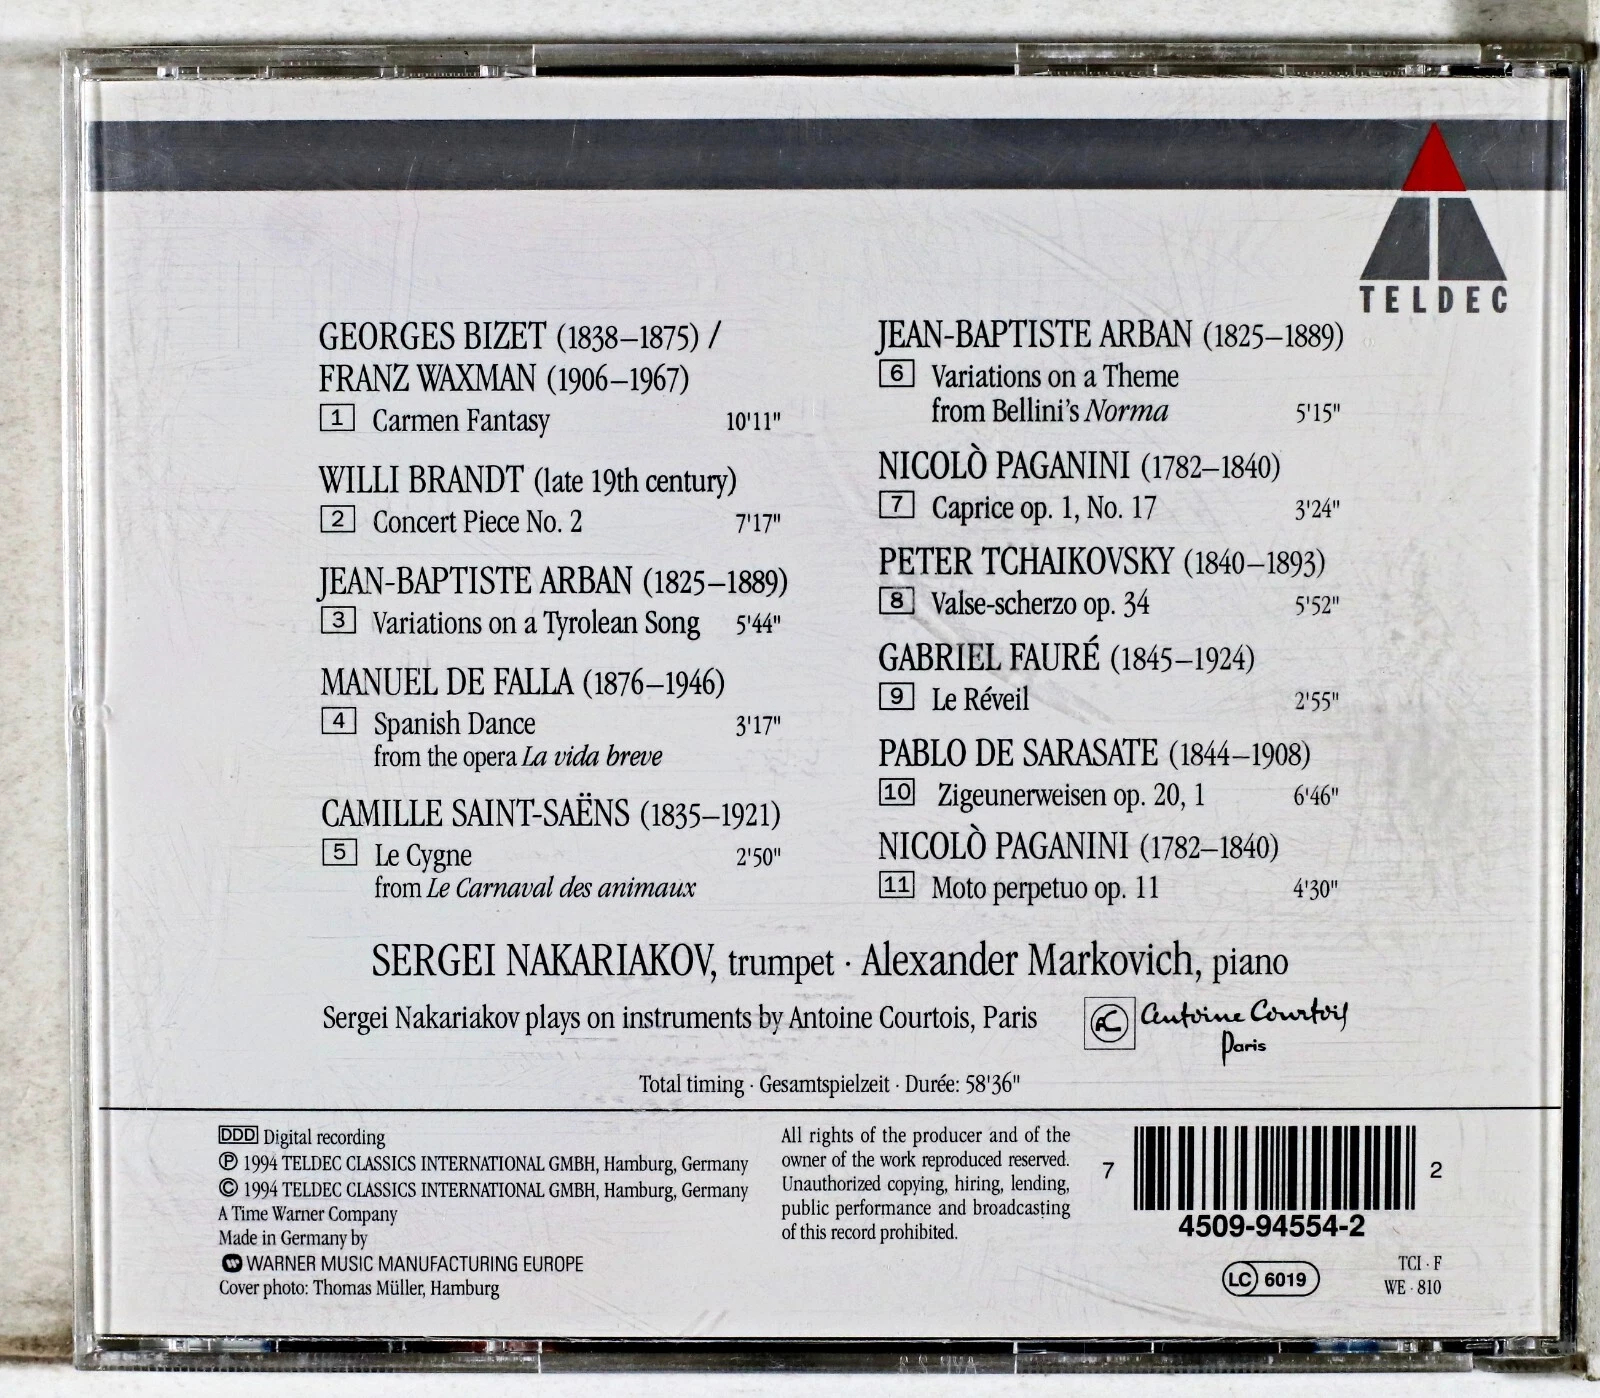 TELDEC
GEORGES BIZET (1838–1875) /
FRANZ WAXMAN (1906–1967)
1 Carmen Fantasy 10'11"
WILLI BRANDT (late 19th century)
2 Concert Piece No. 2 7'17"
JEAN-BAPTISTE ARBAN (1825–1889)
3 Variations on a Tyrolean Song 5'44"
MANUEL DE FALLA (1876–1946)
4 Spanish Dance 3'17"
from the opera La vida breve
CAMILLE SAINT-SAËNS (1835–1921)
5 Le Cygne 2'50"
from Le Carnaval des animaux
JEAN-BAPTISTE ARBAN (1825–1889)
6 Variations on a Theme
from Bellini's Norma 5'15"
NICOLÒ PAGANINI (1782–1840)
7 Caprice op. 1, No. 17 3'24"
PETER TCHAIKOVSKY (1840–1893)
8 Valse-scherzo op. 34 5'52"
GABRIEL FAURÉ (1845–1924)
9 Le Réveil 2'55"
PABLO DE SARASATE (1844–1908)
10 Zigeunerweisen op. 20, 1 6'46"
NICOLÒ PAGANINI (1782–1840)
11 Moto perpetuo op. 11 4'30"
SERGEI NAKARIAKOV, trumpet · Alexander Markovich, piano
Sergei Nakariakov plays on instruments by Antoine Courtois, Paris
AC Antoine Courtois
Paris
Total timing · Gesamtspielzeit · Durée: 58'36"
DDD Digital recording
℗ 1994 TELDEC CLASSICS INTERNATIONAL GMBH, Hamburg, Germany
© 1994 TELDEC CLASSICS INTERNATIONAL GMBH, Hamburg, Germany
A Time Warner Company
Made in Germany by
WARNER MUSIC MANUFACTURING EUROPE
Cover photo: Thomas Müller, Hamburg
All rights of the producer and of the
owner of the work reproduced reserved.
Unauthorized copying, hiring, lending,
public performance and broadcasting
of this record prohibited.
7 2
4509-94554-2
LC 6019
TCI · F
WE · 810